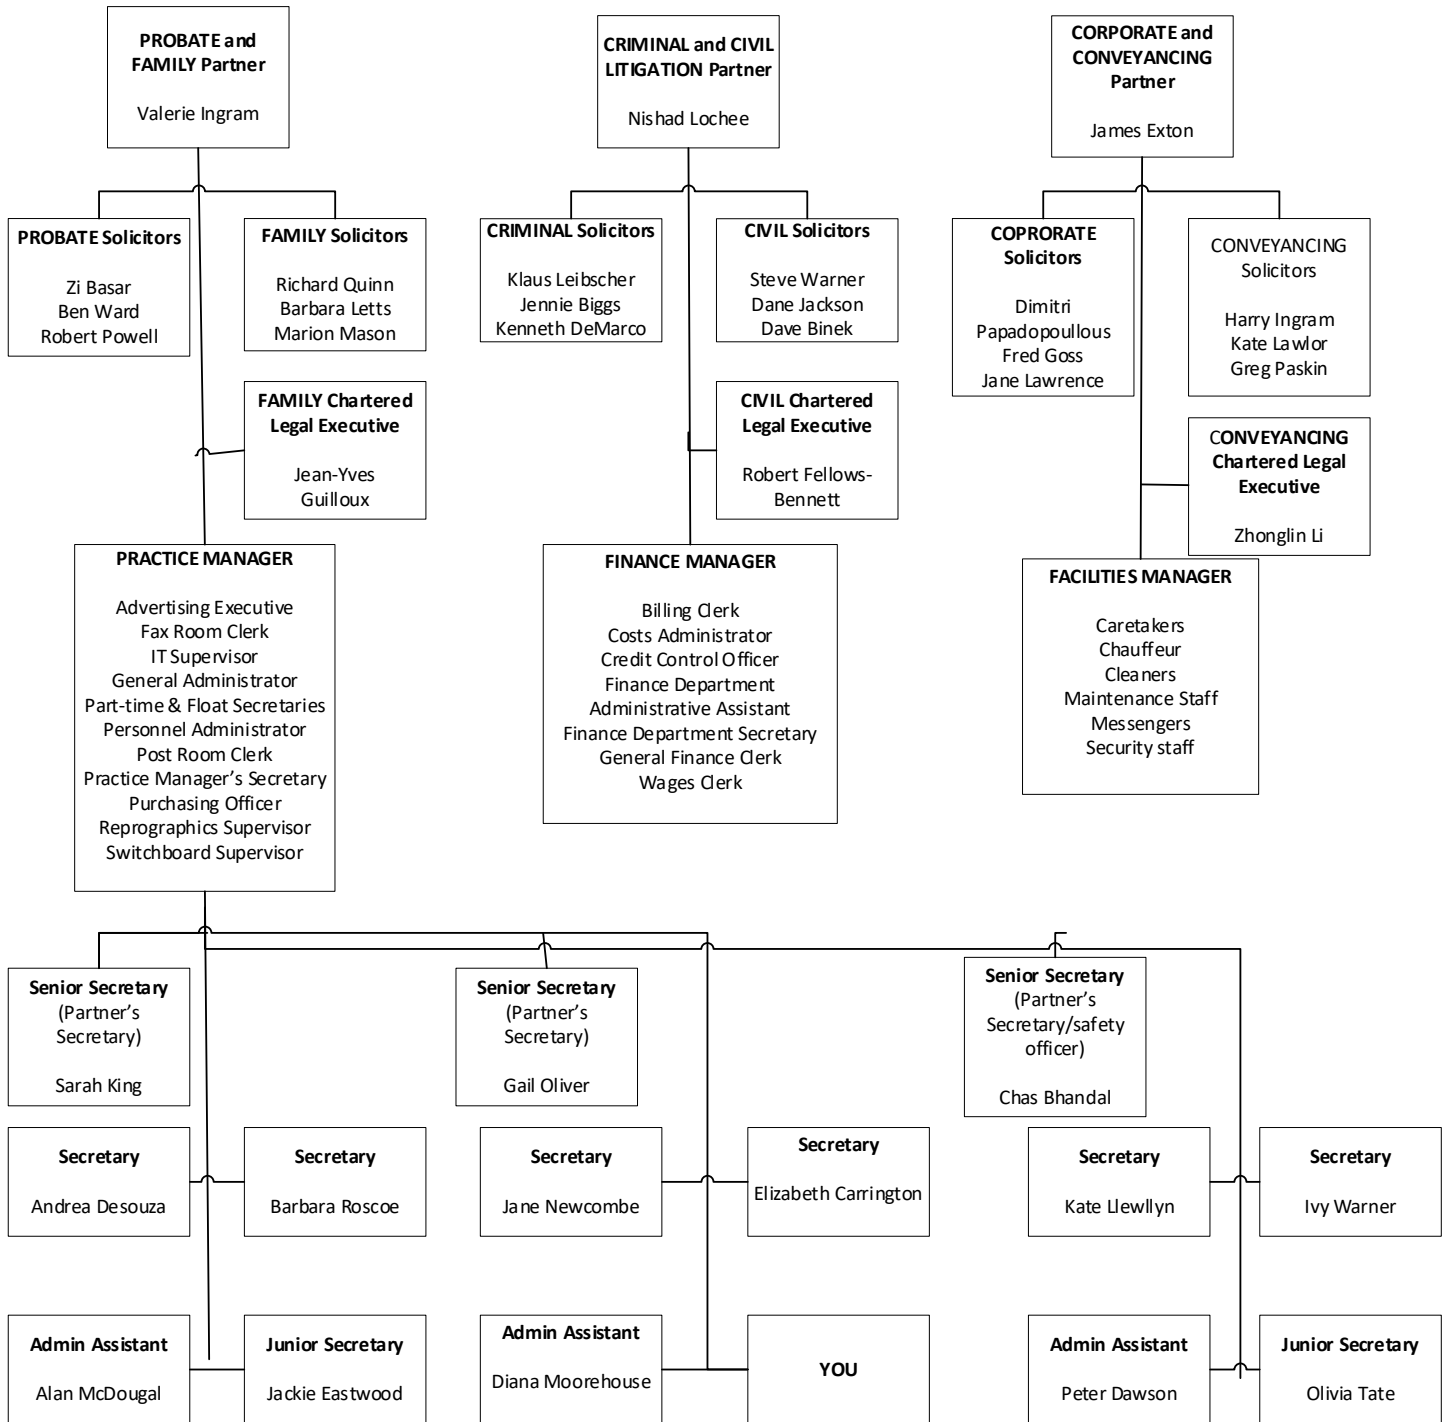 PROBATE and
FAMILY Partner
Valerie Ingram
CRIMINAL and CIVIL
LITIGATION Partner
Nishad Lochee
CORPORATE and
CONVEYANCING
Partner
James Exton
PROBATE Solicitors
Zi Basar
Ben Ward
Robert Powell
FAMILY Solicitors
Richard Quinn
Barbara Letts
Marion Mason
CRIMINAL Solicitors
Klaus Leibscher
Jennie Biggs
Kenneth DeMarco
CIVIL Solicitors
Steve Warner
Dane Jackson
Dave Binek
COPRORATE
Solicitors
Dimitri
Papadopoullous
Fred Goss
Jane Lawrence
CONVEYANCING
Solicitors
Harry Ingram
Kate Lawlor
Greg Paskin
FAMILY Chartered
Legal Executive
Jean-Yves
Guilloux
CIVIL Chartered
Legal Executive
Robert Fellows-
Bennett
CONVEYANCING
Chartered Legal
Executive
Zhonglin Li
PRACTICE MANAGER
Advertising Executive
Fax Room Clerk
IT Supervisor
General Administrator
Part-time & Float Secretaries
Personnel Administrator
Post Room Clerk
Practice Manager's Secretary
Purchasing Officer
Reprographics Supervisor
Switchboard Supervisor
FINANCE MANAGER
Billing Clerk
Costs Administrator
Credit Control Officer
Finance Department
Administrative Assistant
Finance Department Secretary
General Finance Clerk
Wages Clerk
FACILITIES MANAGER
Caretakers
Chauffeur
Cleaners
Maintenance Staff
Messengers
Security staff
Senior Secretary
(Partner's
Secretary)
Sarah King
Senior Secretary
(Partner's
Secretary)
Gail Oliver
Senior Secretary
(Partner's
Secretary/safety
officer)
Chas Bhandal
Secretary
Andrea Desouza
Secretary
Barbara Roscoe
Secretary
Jane Newcombe
Secretary
Elizabeth Carrington
Secretary
Kate Llewllyn
Secretary
Ivy Warner
Admin Assistant
Alan McDougal
Junior Secretary
Jackie Eastwood
Admin Assistant
Diana Moorehouse
YOU
Admin Assistant
Peter Dawson
Junior Secretary
Olivia Tate